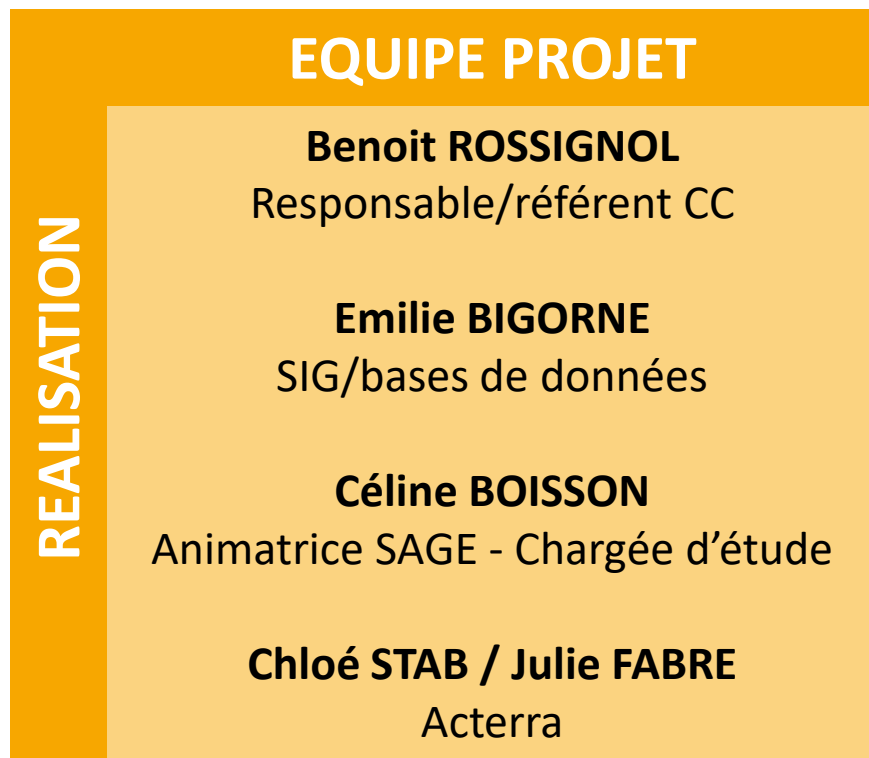 EQUIPE PROJET
REALISATION
Benoit ROSSIGNOL
Responsable/référent CC
Emilie BIGORNE
SIG/bases de données
Céline BOISSON
Animatrice SAGE - Chargée d’étude
Chloé STAB / Julie FABRE
Acterra